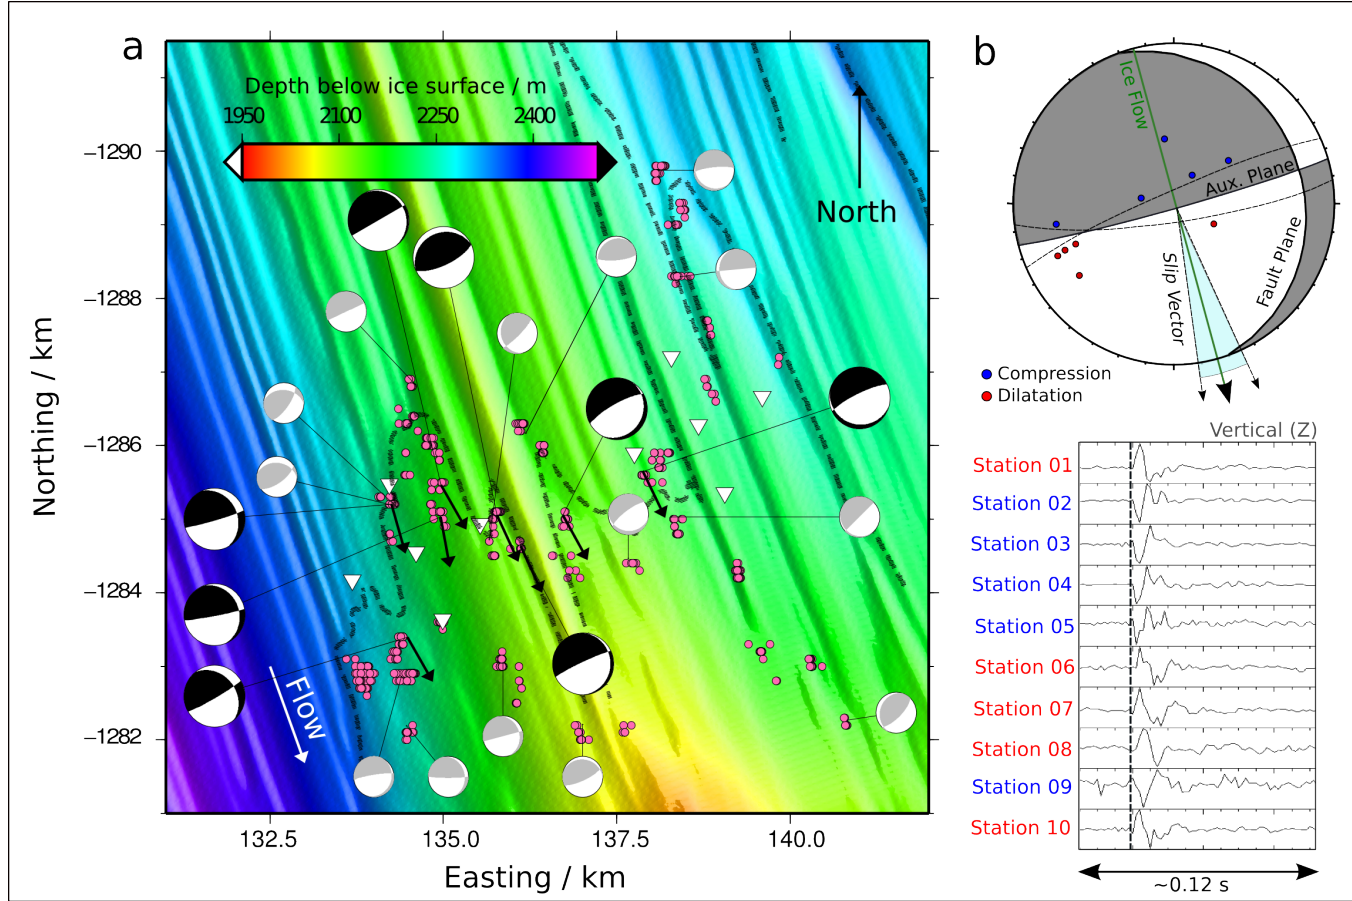 a
Depth below ice surface / m
1950 2100 2250 2400
−1290
−1288
−1286
−1284
−1282
Northing / km
North
Flow
132.5 135.0 137.5 140.0
Easting / km
b
Ice Flow
Aux. Plane
Fault Plane
Slip Vector
Compression
Dilatation
Vertical (Z)
Station 01
Station 02
Station 03
Station 04
Station 05
Station 06
Station 07
Station 08
Station 09
Station 10
~0.12 s